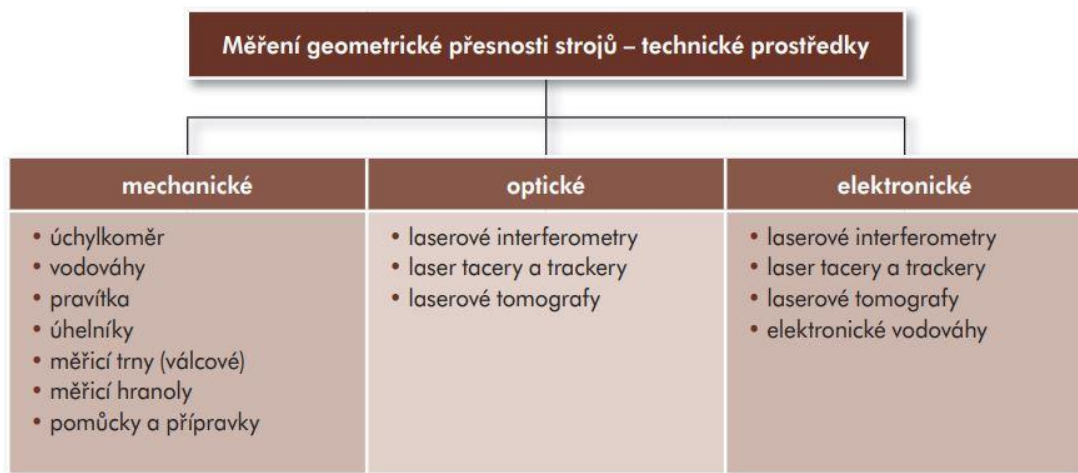 Měření geometrické přesnosti strojů – technické prostředky
mechanické
• úchylkoměr
• vodováhy
• pravítka
• úhelníky
• měřicí trny (válcové)
• měřicí hranoly
• pomůcky a přípravky
optické
• laserové interferometry
• laser tacery a trackery
• laserové tomografy
elektronické
• laserové interferometry
• laser tacery a trackery
• laserové tomografy
• elektronické vodováhy